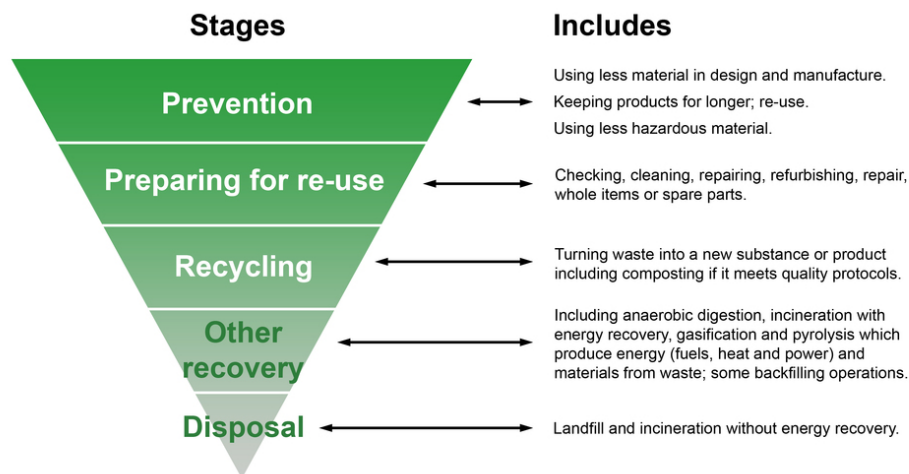 Stages
Includes
Prevention
Using less material in design and manufacture.
Keeping products for longer; re-use.
Using less hazardous material.
Preparing for re-use
Checking, cleaning, repairing, refurbishing, repair,
whole items or spare parts.
Recycling
Turning waste into a new substance or product
including composting if it meets quality protocols.
Other
recovery
Including anaerobic digestion, incineration with
energy recovery, gasification and pyrolysis which
produce energy (fuels, heat and power) and
materials from waste; some backfilling operations.
Disposal
Landfill and incineration without energy recovery.